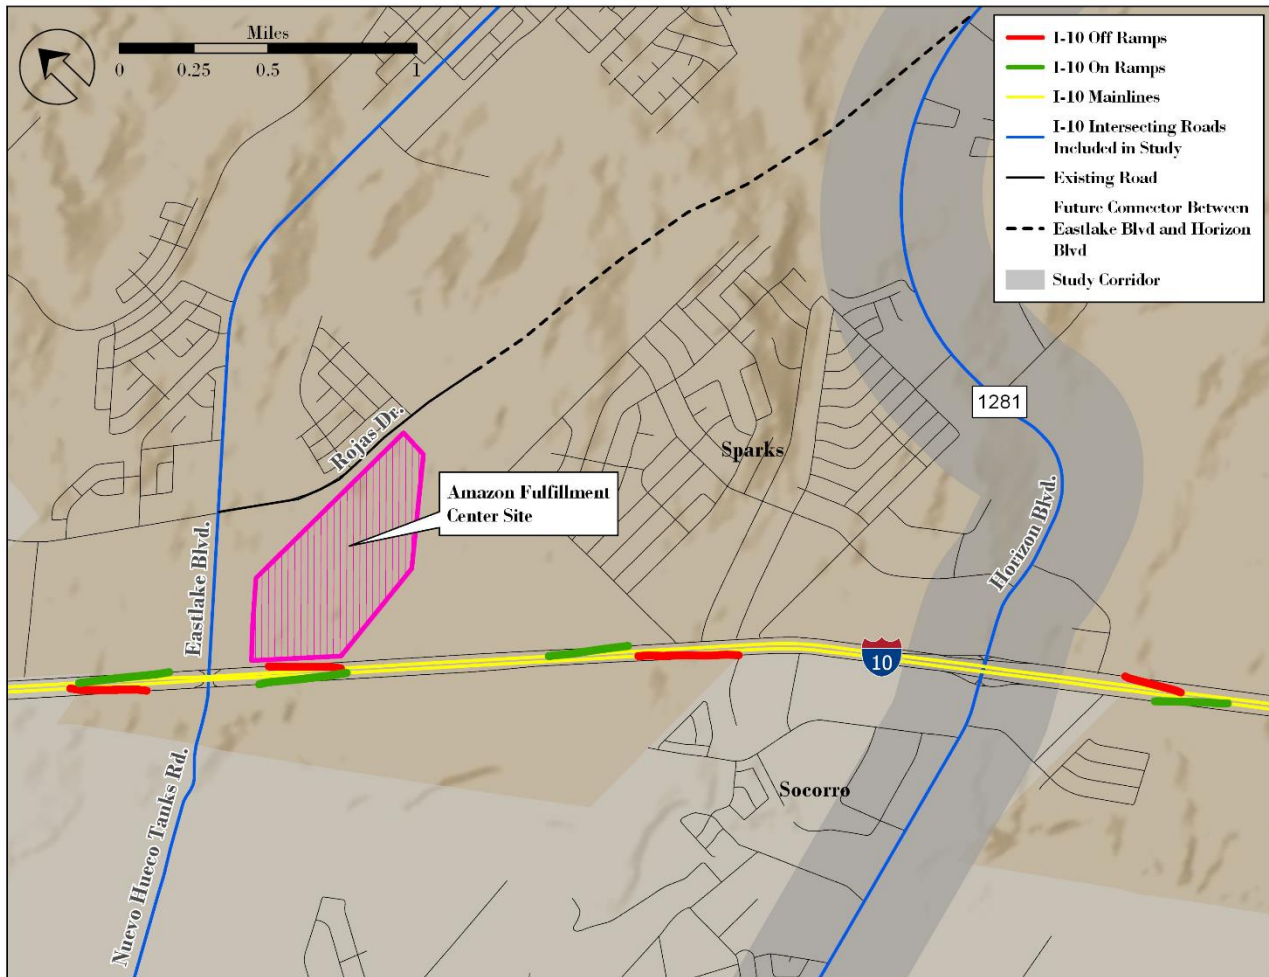 Miles
0 0.25 0.5 1
I-10 Off Ramps
I-10 On Ramps
I-10 Mainlines
I-10 Intersecting Roads
Included in Study
Existing Road
Future Connector Between
Eastlake Blvd and Horizon
Blvd
Study Corridor
1281
Rojas Dr.
Sparks
Amazon Fulfillment
Center Site
Eastlake Blvd.
Horizon Blvd.
10
Nuevo Hueco Tanks Rd.
Socorro